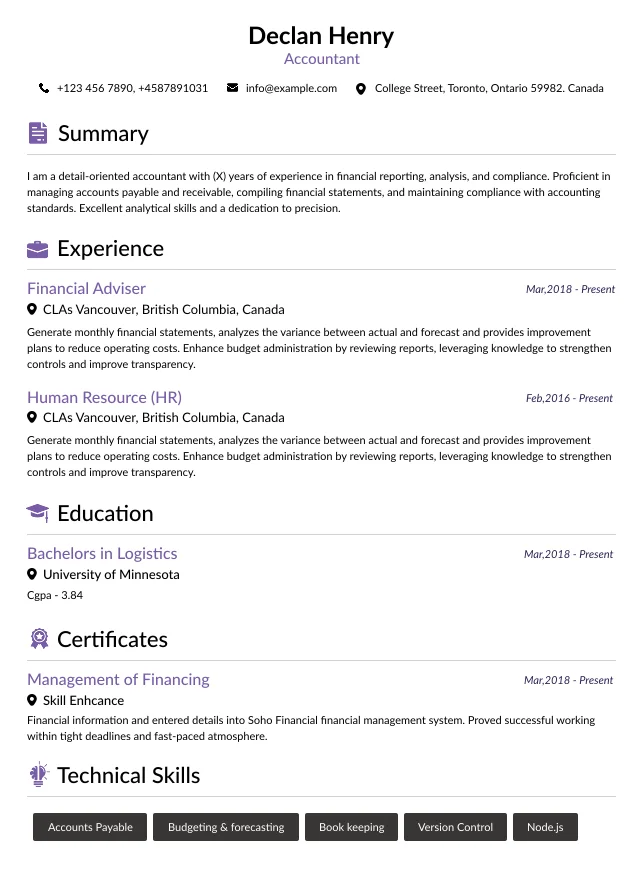 Declan Henry
Accountant
+123 456 7890, +4587891031 info@example.com College Street, Toronto, Ontario 59982. Canada
Summary
I am a detail-oriented accountant with (X) years of experience in financial reporting, analysis, and compliance. Proficient in
managing accounts payable and receivable, compiling financial statements, and maintaining compliance with accounting
standards. Excellent analytical skills and a dedication to precision.
Experience
Financial Adviser Mar,2018 - Present
CLAs Vancouver, British Columbia, Canada
Generate monthly financial statements, analyzes the variance between actual and forecast and provides improvement
plans to reduce operating costs. Enhance budget administration by reviewing reports, leveraging knowledge to strengthen
controls and improve transparency.
Human Resource (HR) Feb,2016 - Present
CLAs Vancouver, British Columbia, Canada
Generate monthly financial statements, analyzes the variance between actual and forecast and provides improvement
plans to reduce operating costs. Enhance budget administration by reviewing reports, leveraging knowledge to strengthen
controls and improve transparency.
Education
Bachelors in Logistics Mar,2018 - Present
University of Minnesota
Cgpa - 3.84
Certificates
Management of Financing Mar,2018 - Present
Skill Enhcance
Financial information and entered details into Soho Financial financial management system. Proved successful working
within tight deadlines and fast-paced atmosphere.
Technical Skills
Accounts Payable Budgeting & forecasting Book keeping Version Control Node.js